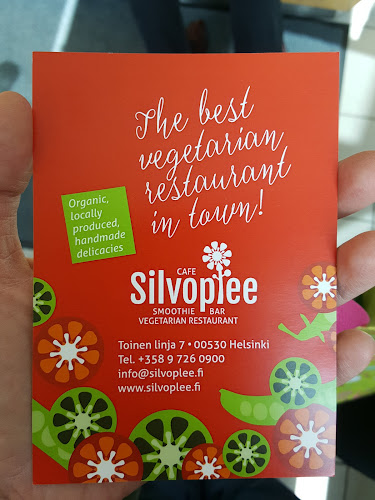 The best
vegetarian
restaurant
in town!
Organic,
locally
produced,
handmade
delicacies
CAFE
Silvoplee
SMOOTHIE BAR
VEGETARIAN RESTAURANT
Toinen linja 7 • 00530 Helsinki
Tel. +358 9 726 0900
info@silvoplee.fi
www.silvoplee.fi